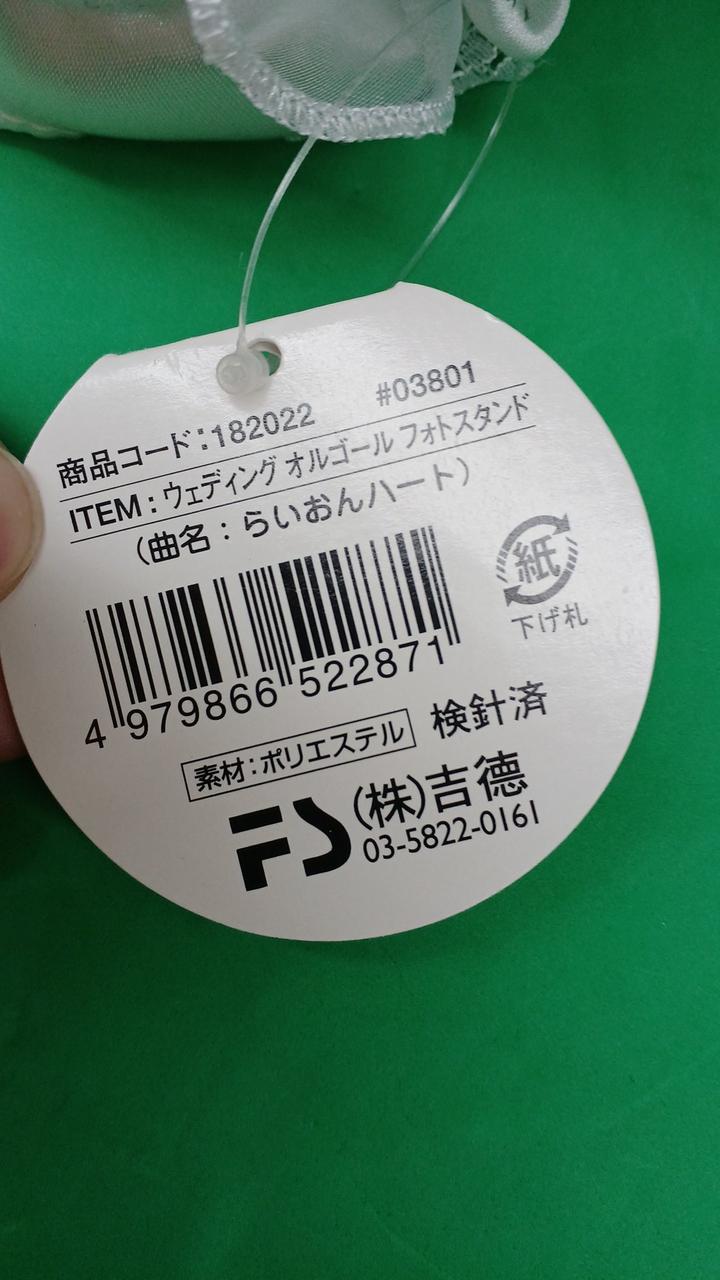 商品コード:182022 #03801
ITEM:ウェディング オルゴール フォトスタンド
(曲名:らいおんハート)
紙
下げ札
4 979866 522871
素材:ポリエステル 検針済
FS (株)吉徳
03-5822-0161